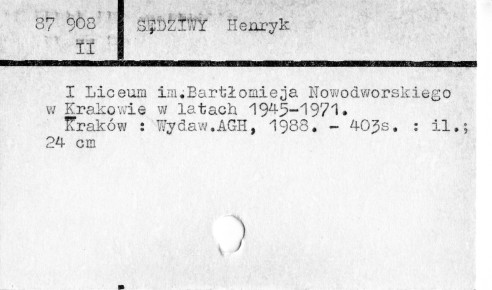 87 908 SĘDZIWY Henryk
II
I Liceum im.Bartłomieja Nowodworskiego
w Krakowie w latach 1945-1971.
Kraków : Wydaw.AGH, 1988. - 403s. : il.;
24 cm